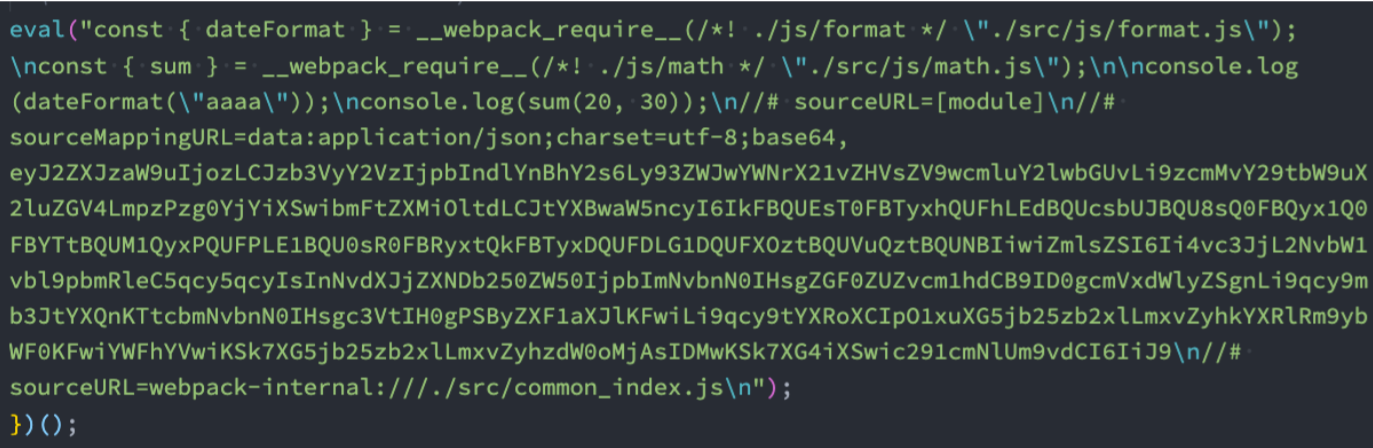 eval("const { dateFormat } = __webpack_require__(/*! ./js/format */ \"./src/js/format.js\");
\nconst { sum } = __webpack_require__(/*! ./js/math */ \"./src/js/math.js\");\n\nconsole.log
(dateFormat(\"aaaa\"));\nconsole.log(sum(20, 30));\n//# sourceURL=[module]\n//#
sourceMappingURL=data:application/json;charset=utf-8;base64,
eyJ2ZXJzaW9uIjozLCJzb3VyY2VzIjpbIndlYnBhY2s6Ly93ZWJwYWNrX21vZHVsZV9wcmluY2lwbGUvLi9zcmMvY29tbW9uX
2luZGV4LmpzPzg0YjYiXSwibmFtZXMiOltdLCJtYXBwaW5ncyI6IkFBQUEsT0FBTyxhQUFhLEdBQUcsbUJBQU8sQ0FBQyx1Q0
FBYTtBQUM1QyxPQUFPLE1BQU0sR0FBRyxtQkFBTyxDQUFDLG1DQUFXOztBQUVuQztBQUNBIiwiZmlsZSI6Ii4vc3JjL2NvbW1
vbl9pbmRleC5qcy5qcyIsInNvdXJjZXNDb250ZW50IjpbImNvbnN0IHsgZGF0ZUZvcm1hdCB9ID0gcmVxdWlyZSgnLi9qcy9m
b3JtYXQnKTtcbmNvbnN0IHsgc3VtIH0gPSByZXF1aXJlKFwiLi9qcy9tYXRoXCIpO1xuXG5jb25zb2xlLmxvZyhkYXRlRm9yb
WF0KFwiYWFhYVwiKSk7XG5jb25zb2xlLmxvZyhzdW0oMjAsIDMwKSk7XG4iXSwic291cmNlUm9vdCI6IiJ9\n//#
sourceURL=webpack-internal:///./src/common_index.js\n");
})();